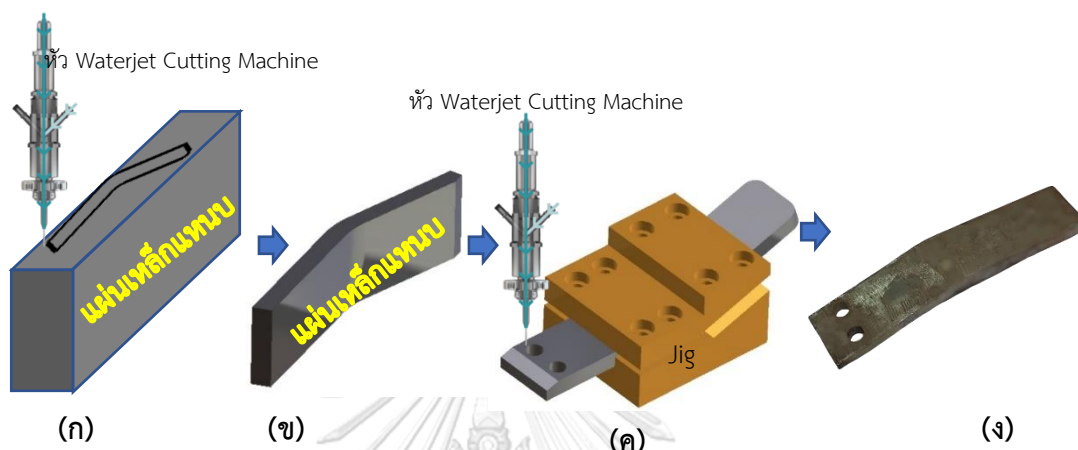 หัว Waterjet Cutting Machine
หัว Waterjet Cutting Machine
แผ่นเหล็กแหนบ
แผ่นเหล็กแหนบ
Jig
(ก)
(ข)
(ค)
(ง)